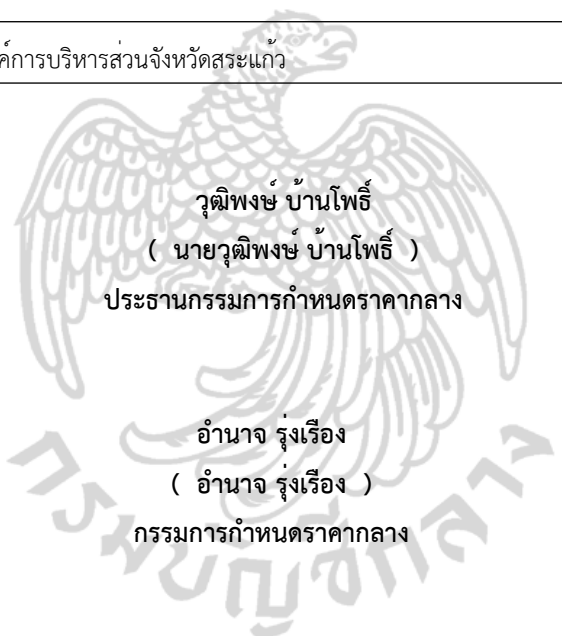 ค์การบริหารส่วนจังหวัดสระแก้ว
วุฒิพงษ์ บ้านโพธิ์
( นายวุฒิพงษ์ บ้านโพธิ์ )
ประธานกรรมการกำหนดราคากลาง
อำนาจ รุ่งเรือง
( อำนาจ รุ่งเรือง )
กรรมการกำหนดราคากลาง
กรมบัญชีกลาง